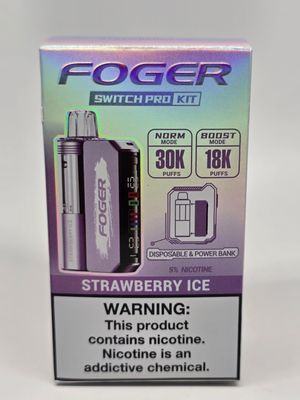 FOGER
SWITCH PRO KIT
NORM
MODE
30K
PUFFS
BOOST
MODE
18K
PUFFS
FOGER
DISPOSABLE & POWER BANK
5% NICOTINE
STRAWBERRY ICE
WARNING:
This product
contains nicotine.
Nicotine is an
addictive chemical.